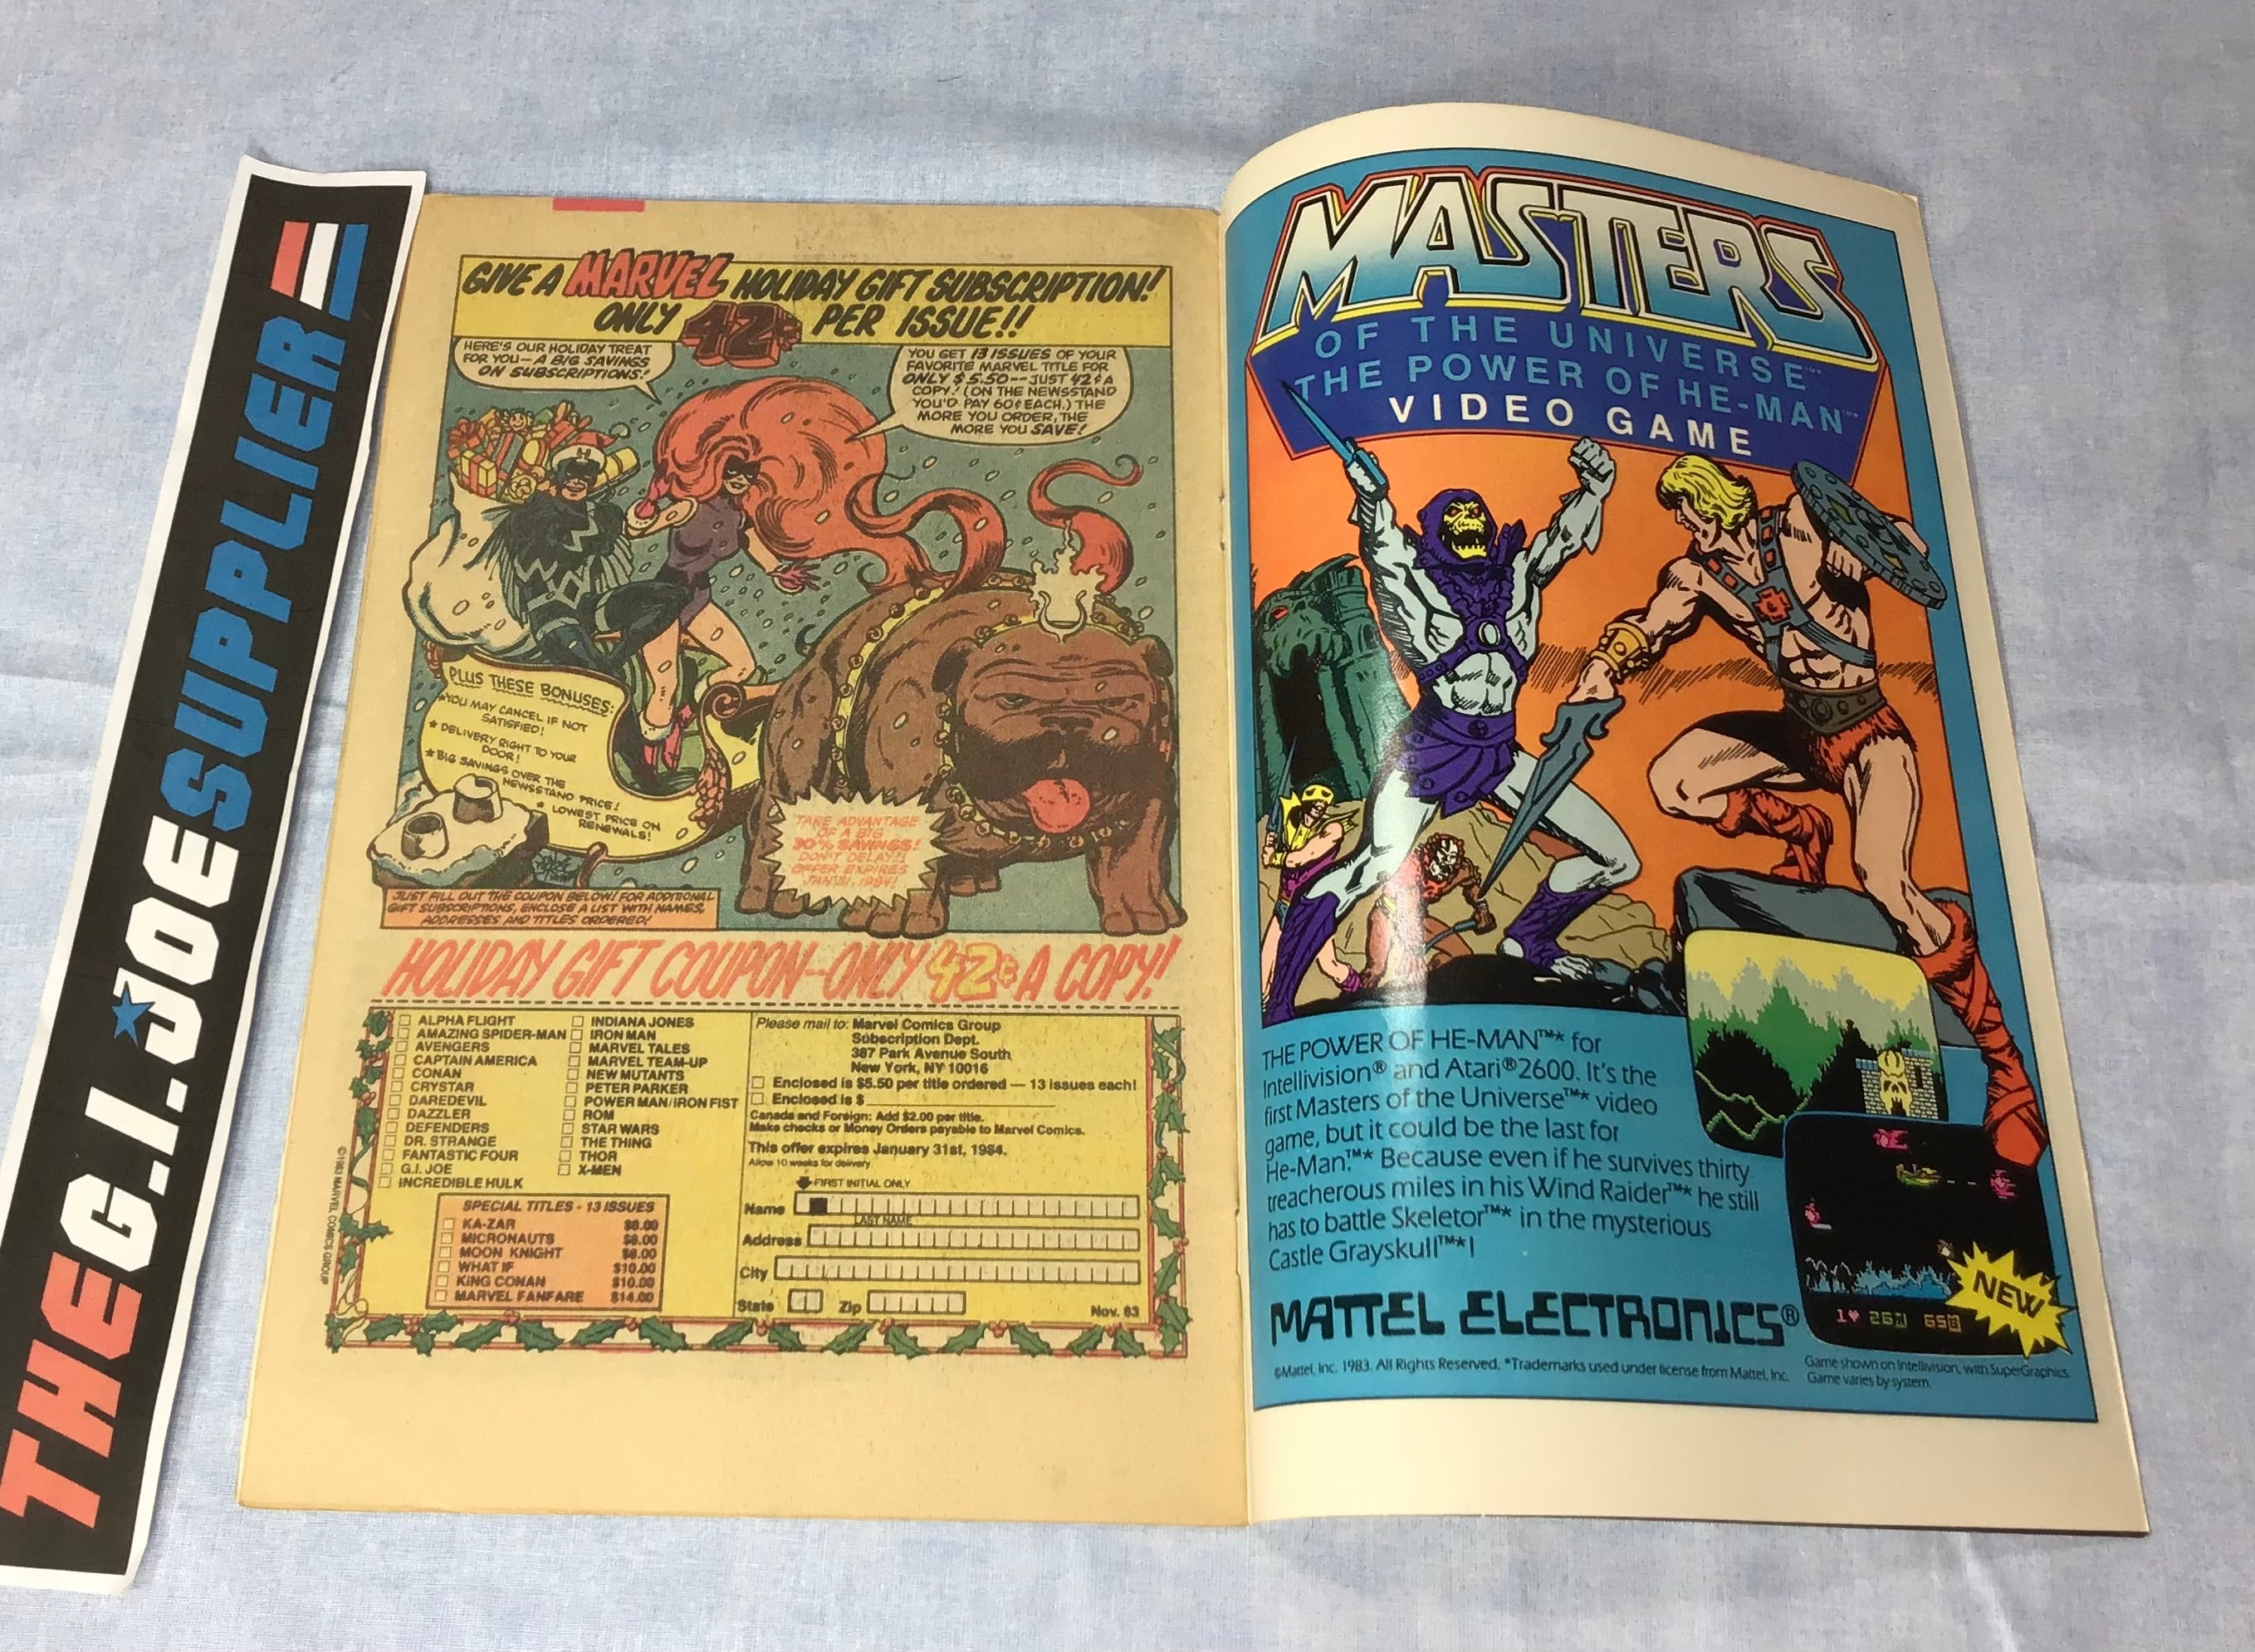 THEG.I.JOESUPPLIER
GIVE A MARVEL HOLIDAY GIFT SUBSCRIPTION!
ONLY 42¢ PER ISSUE!!
HERE'S OUR HOLIDAY TREAT
FOR YOU—A BIG SAVINGS
ON SUBSCRIPTIONS!
YOU GET 13 ISSUES OF YOUR
FAVORITE MARVEL TITLE FOR
ONLY $5.50--JUST 42¢ A
COPY! (ON THE NEWSSTAND
YOU'D PAY 60¢ EACH.) THE
MORE YOU ORDER, THE
MORE YOU SAVE!
H
PLUS THESE BONUSES:
*YOU MAY CANCEL IF NOT
SATISFIED!
* DELIVERY RIGHT TO YOUR
DOOR!
* BIG SAVINGS OVER THE
NEWSSTAND PRICE!
* LOWEST PRICE ON
RENEWALS!
TAKE ADVANTAGE
OF A BIG
30% SAVINGS!
DON'T DELAY!!
OFFER EXPIRES
JAN. 31, 1984!
JUST FILL OUT THE COUPON BELOW! FOR ADDITIONAL
GIFT SUBSCRIPTIONS, ENCLOSE A LIST WITH NAMES,
ADDRESSES AND TITLES ORDERED!
HOLIDAY GIFT COUPON—ONLY 42¢ A COPY!
ALPHA FLIGHT
AMAZING SPIDER-MAN
AVENGERS
CAPTAIN AMERICA
CONAN
CRYSTAR
DAREDEVIL
DAZZLER
DEFENDERS
DR. STRANGE
FANTASTIC FOUR
G.I. JOE
INCREDIBLE HULK
INDIANA JONES
IRON MAN
MARVEL TALES
MARVEL TEAM-UP
NEW MUTANTS
PETER PARKER
POWER MAN/IRON FIST
ROM
STAR WARS
THE THING
THOR
X-MEN
SPECIAL TITLES - 13 ISSUES
KA-ZAR $8.00
MICRONAUTS $8.00
MOON KNIGHT $8.00
WHAT IF $10.00
KING CONAN $10.00
MARVEL FANFARE $14.00
Please mail to: Marvel Comics Group
Subscription Dept.
387 Park Avenue South
New York, NY 10016
Enclosed is $5.50 per title ordered — 13 issues each!
Enclosed is $
Canada and Foreign: Add $2.00 per title.
Make checks or Money Orders payable to Marvel Comics.
This offer expires January 31st, 1984.
Allow 10 weeks for delivery
FIRST INITIAL ONLY
Name
LAST NAME
Address
City
State Zip
Nov. 83
©1983 MARVEL COMICS GROUP
MASTERS
OF THE UNIVERSE™
THE POWER OF HE-MAN™
VIDEO GAME
THE POWER OF HE-MAN™* for
Intellivision® and Atari®2600. It's the
first Masters of the Universe™* video
game, but it could be the last for
He-Man.™* Because even if he survives thirty
treacherous miles in his Wind Raider™* he still
has to battle Skeletor™* in the mysterious
Castle Grayskull™*!
NEW
MATTEL ELECTRONICS®
©Mattel, Inc. 1983. All Rights Reserved. *Trademarks used under license from Mattel, Inc.
Game shown on Intellivision, with SuperGraphics.
Game varies by system.